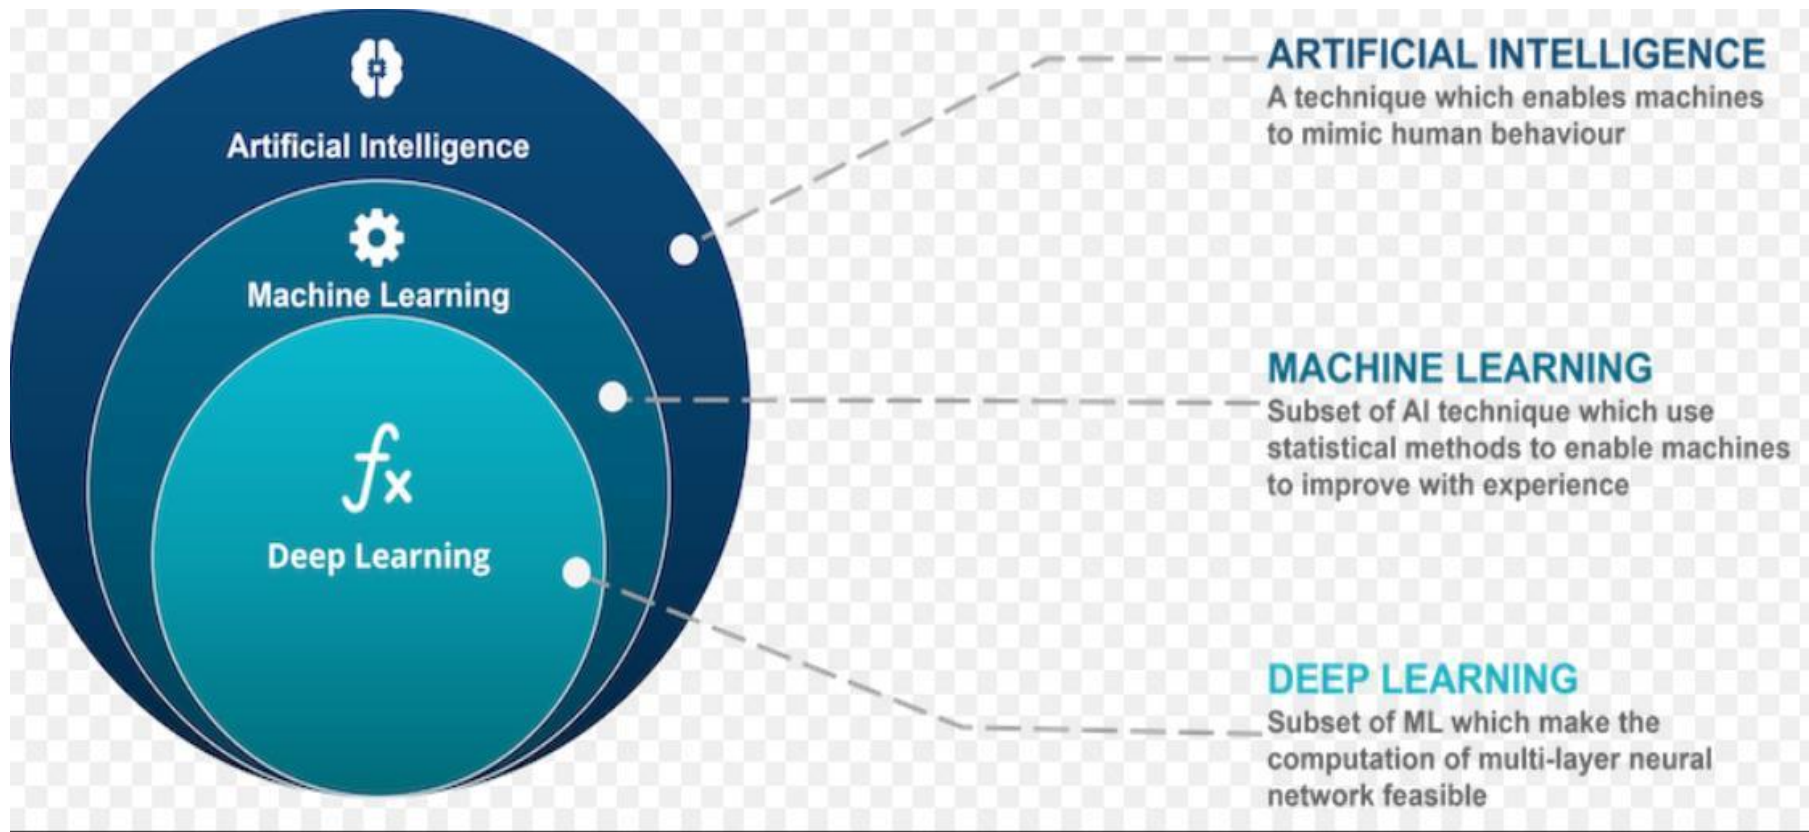 Artificial Intelligence
Machine Learning
fx
Deep Learning
ARTIFICIAL INTELLIGENCE
A technique which enables machines
to mimic human behaviour
MACHINE LEARNING
Subset of AI technique which use
statistical methods to enable machines
to improve with experience
DEEP LEARNING
Subset of ML which make the
computation of multi-layer neural
network feasible